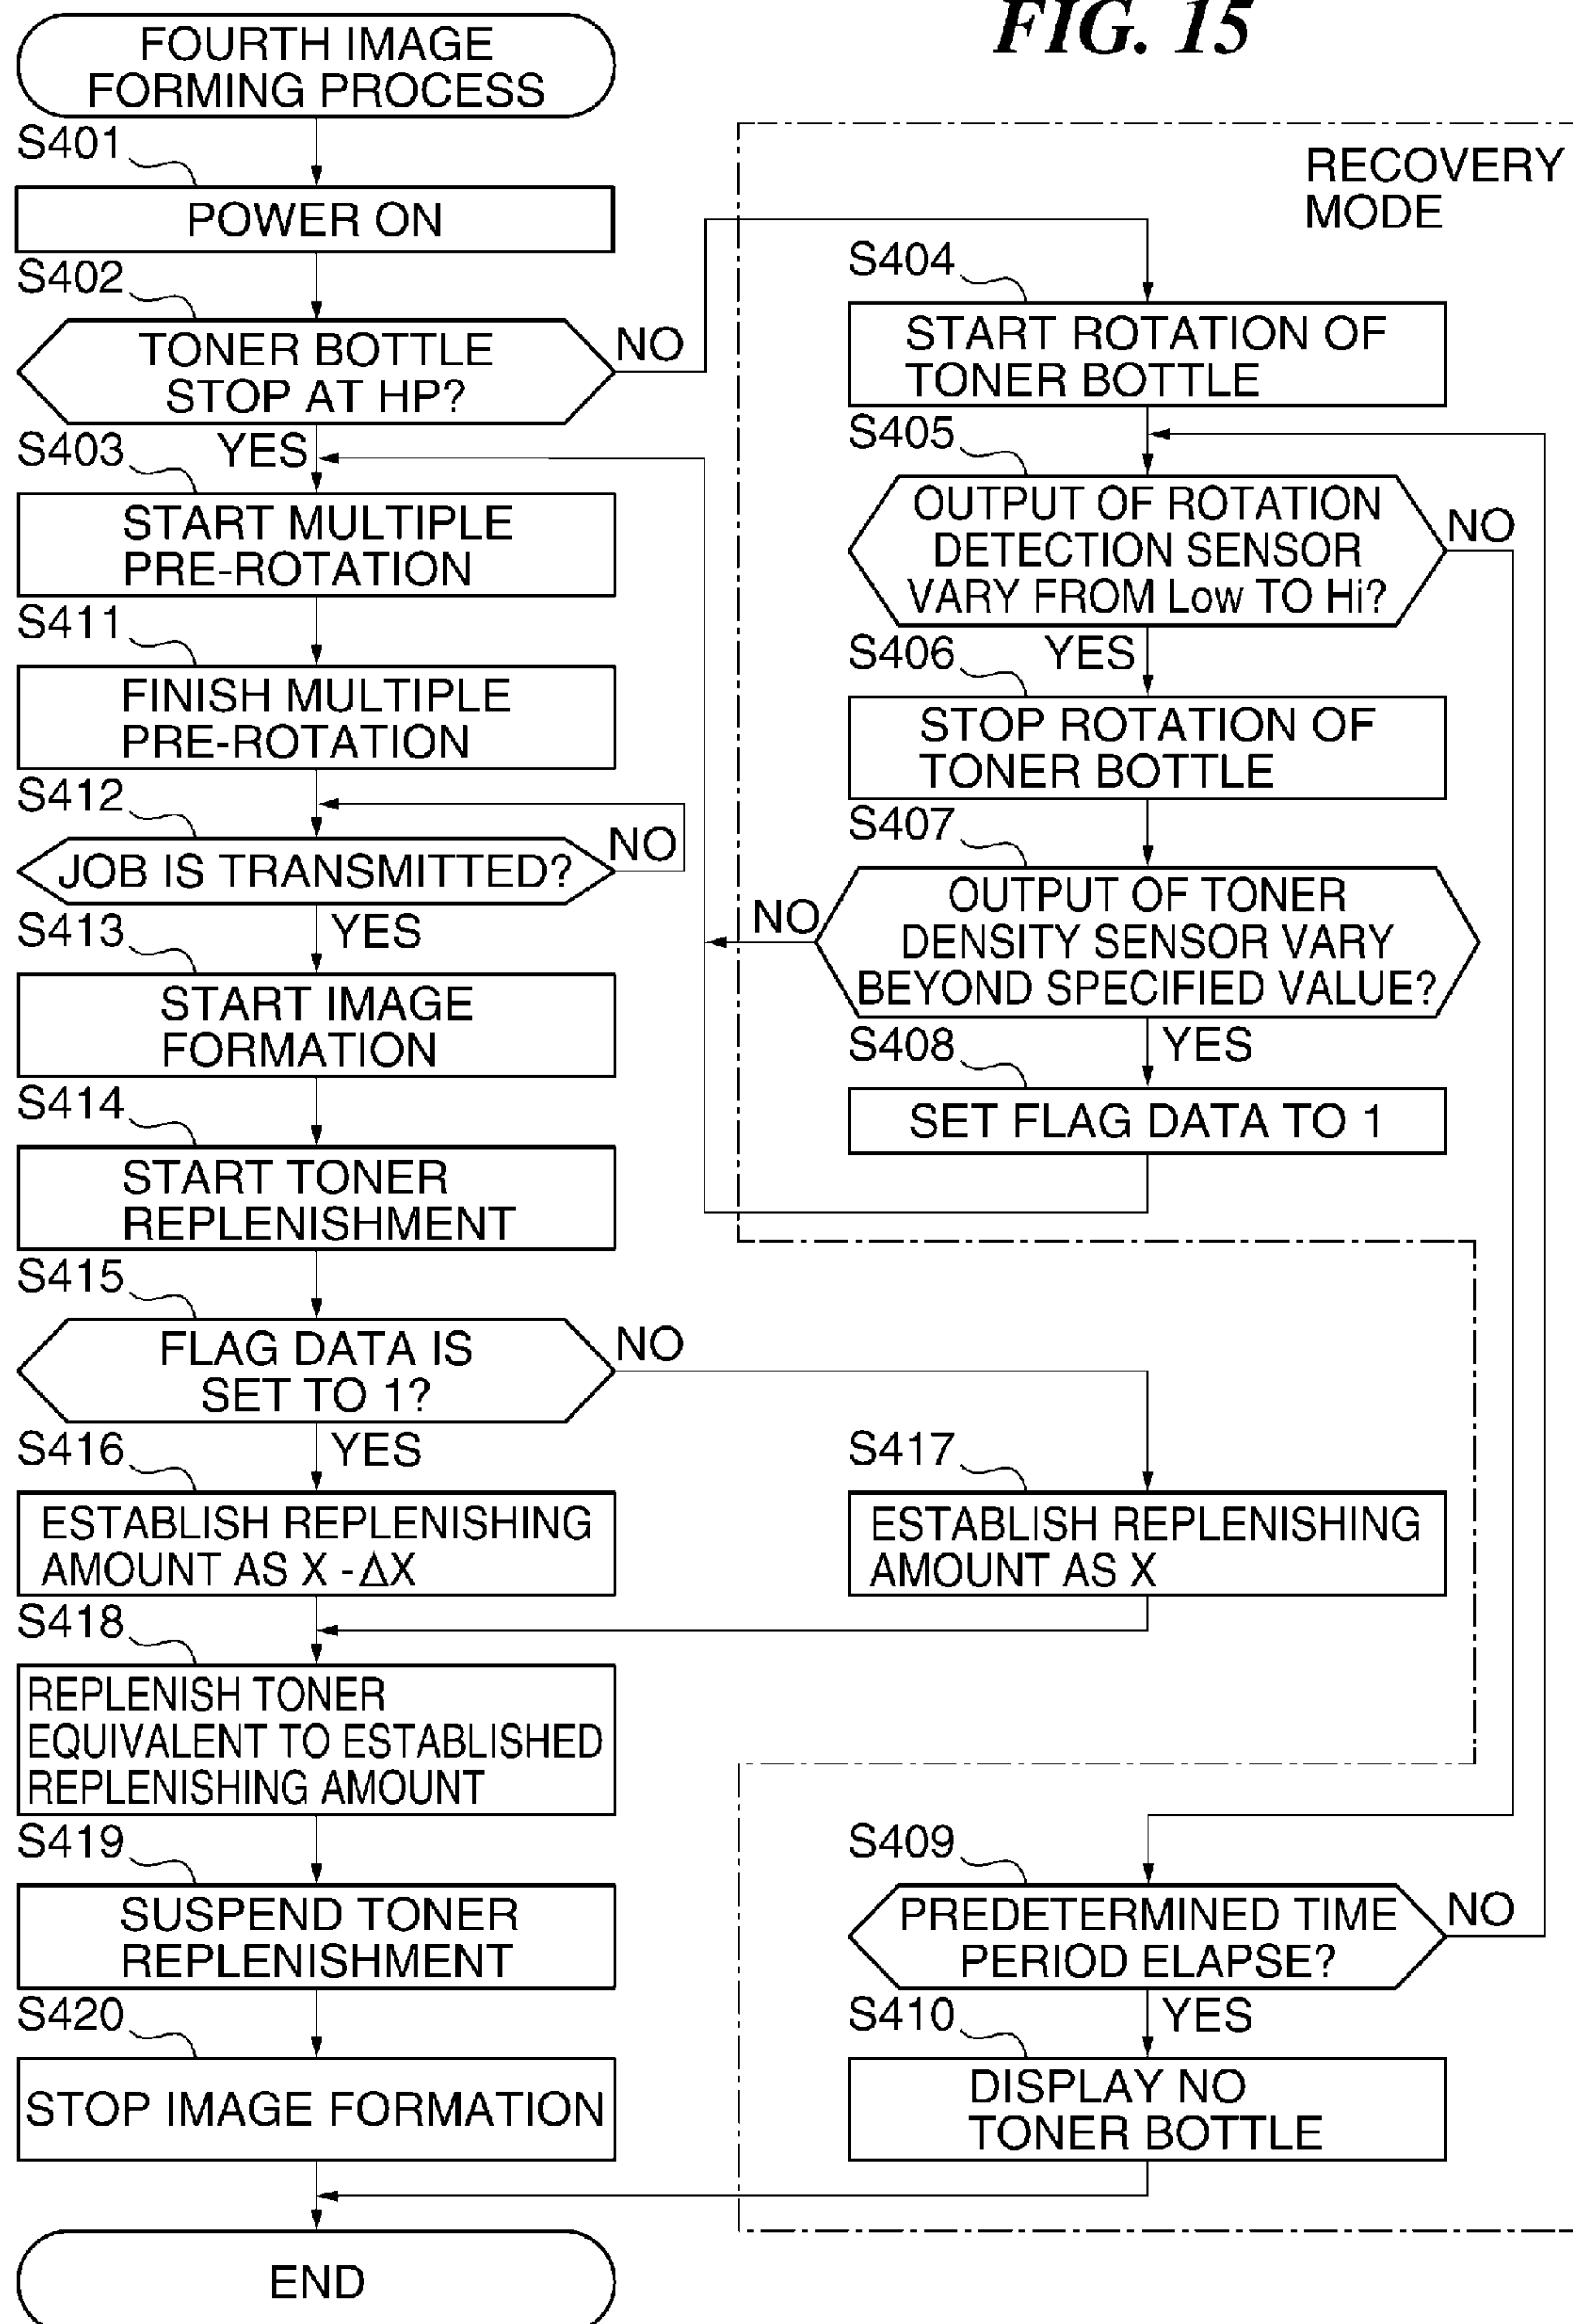 FIG. 15
FOURTH IMAGE
FORMING PROCESS
S401
POWER ON
S402
TONER BOTTLE
STOP AT HP?
NO
YES
S403
START MULTIPLE
PRE-ROTATION
S411
FINISH MULTIPLE
PRE-ROTATION
S412
JOB IS TRANSMITTED?
NO
YES
S413
START IMAGE
FORMATION
S414
START TONER
REPLENISHMENT
S415
FLAG DATA IS
SET TO 1?
NO
YES
S416
ESTABLISH REPLENISHING
AMOUNT AS X - ΔX
S418
REPLENISH TONER
EQUIVALENT TO ESTABLISHED
REPLENISHING AMOUNT
S419
SUSPEND TONER
REPLENISHMENT
S420
STOP IMAGE FORMATION
END
RECOVERY
MODE
S404
START ROTATION OF
TONER BOTTLE
S405
OUTPUT OF ROTATION
DETECTION SENSOR
VARY FROM Low TO Hi?
NO
YES
S406
STOP ROTATION OF
TONER BOTTLE
S407
OUTPUT OF TONER
DENSITY SENSOR VARY
BEYOND SPECIFIED VALUE?
NO
YES
S408
SET FLAG DATA TO 1
S417
ESTABLISH REPLENISHING
AMOUNT AS X
S409
PREDETERMINED TIME
PERIOD ELAPSE?
NO
YES
S410
DISPLAY NO
TONER BOTTLE